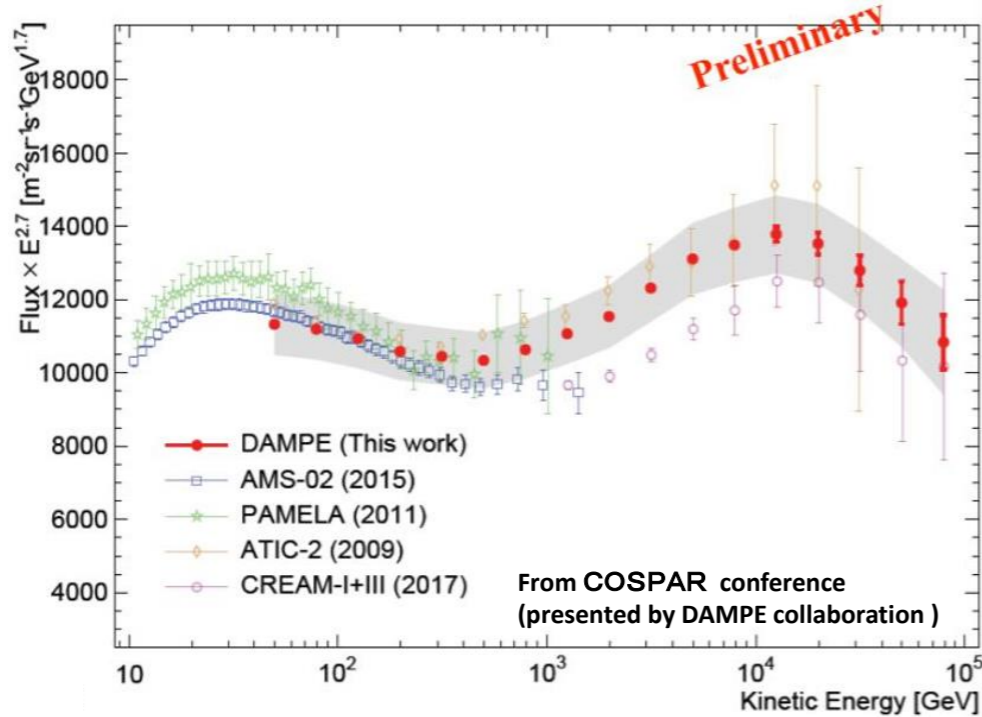 Preliminary
Flux × E^2.7 [m^-2sr^-1s^-1GeV^1.7]
18000
16000
14000
12000
10000
8000
6000
4000
DAMPE (This work)
AMS-02 (2015)
PAMELA (2011)
ATIC-2 (2009)
CREAM-I+III (2017)
From COSPAR conference
(presented by DAMPE collaboration )
10 10^2 10^3 10^4 10^5
Kinetic Energy [GeV]